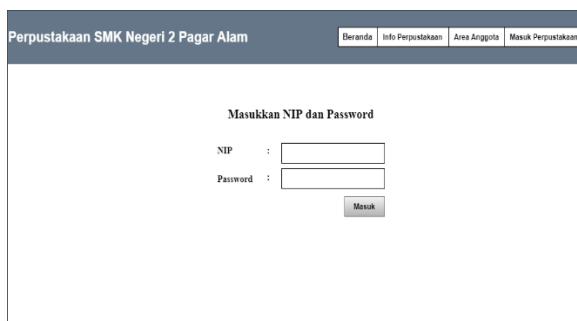 Perpustakaan SMK Negeri 2 Pagar Alam
Beranda Info Perpustakaan Area Anggota Masuk Perpustakaan
Masukkan NIP dan Password
NIP :
Password :
Masuk